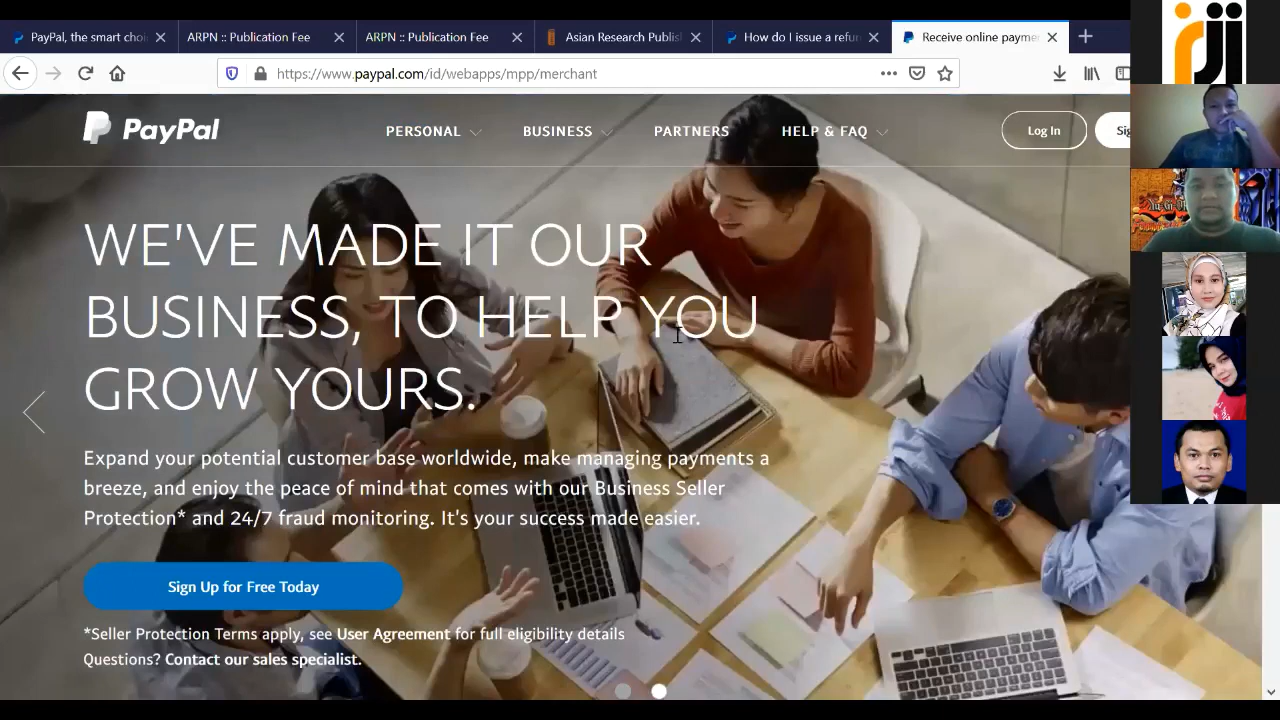 PayPal, the smart choi
ARPN :: Publication Fee
ARPN :: Publication Fee
Asian Research Publis
How do I issue a refur
Receive online payme
https://www.paypal.com/id/webapps/mpp/merchant
PayPal
PERSONAL
BUSINESS
PARTNERS
HELP & FAQ
Log In
Sig
WE'VE MADE IT OUR
BUSINESS, TO HELP YOU
GROW YOURS.
Expand your potential customer base worldwide, make managing payments a
breeze, and enjoy the peace of mind that comes with our Business Seller
Protection* and 24/7 fraud monitoring. It's your success made easier.
Sign Up for Free Today
*Seller Protection Terms apply, see User Agreement for full eligibility details
Questions? Contact our sales specialist.
rji